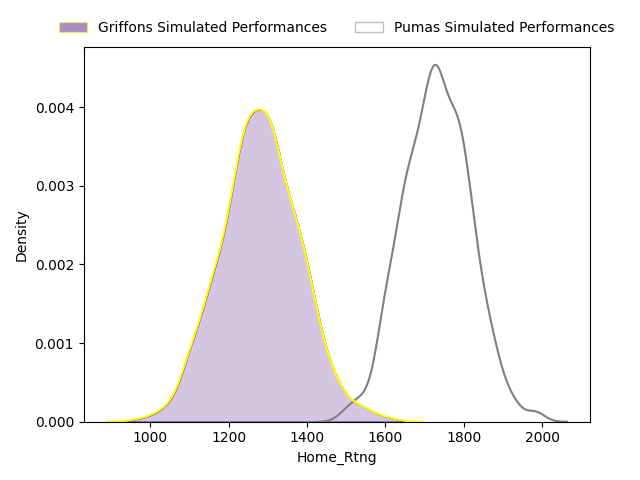 Griffons Simulated Performances
Pumas Simulated Performances
0.004
0.003
0.002
0.001
0.000
Density
1000
1200
1400
1600
1800
2000
Home_Rtng